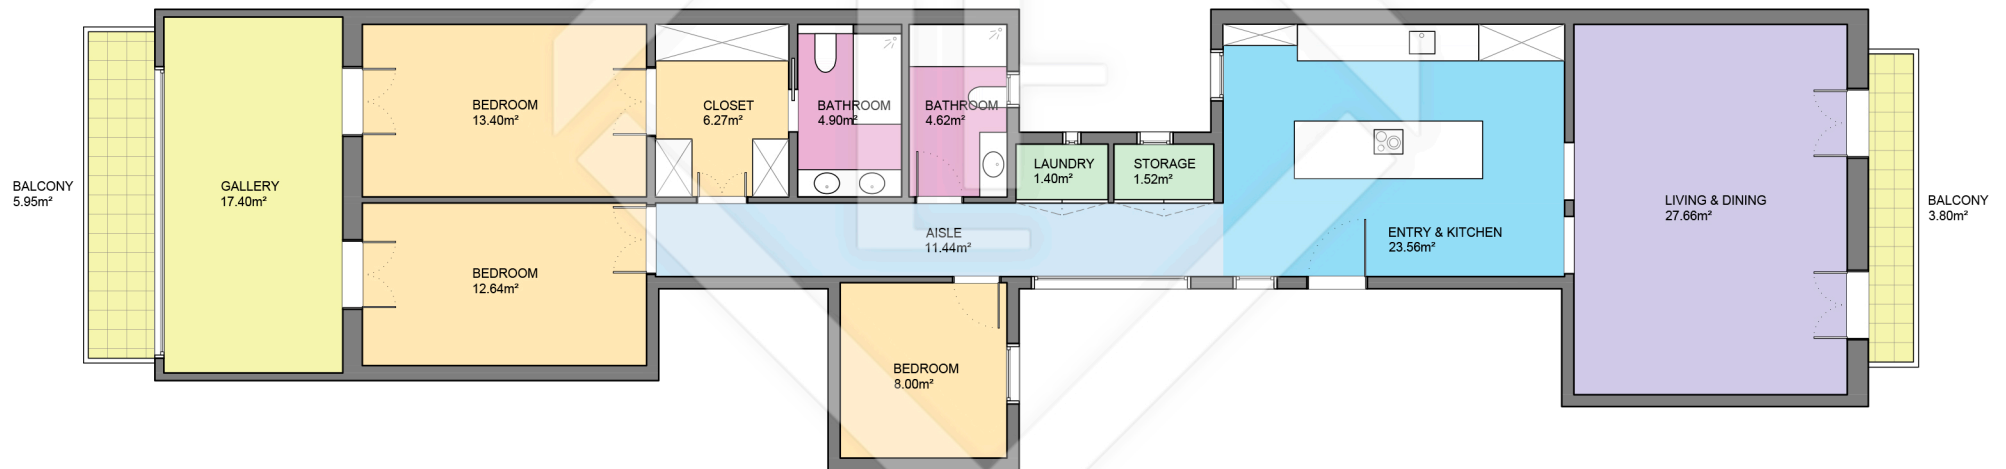 BALCONY
5.95m²
GALLERY
17.40m²
BEDROOM
13.40m²
BEDROOM
12.64m²
CLOSET
6.27m²
BATHROOM
4.90m²
BATHROOM
4.62m²
LAUNDRY
1.40m²
STORAGE
1.52m²
AISLE
11.44m²
BEDROOM
8.00m²
ENTRY & KITCHEN
23.56m²
LIVING & DINING
27.66m²
BALCONY
3.80m²